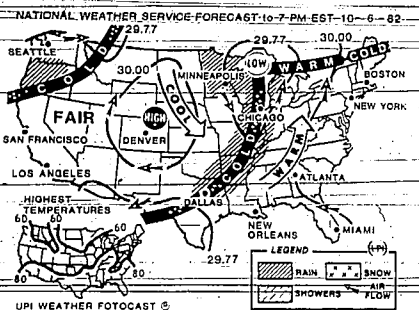 NATIONAL WEATHER SERVICE FORECAST to 7 PM EST 10-6-82
29.77
29.77
30.00
SEATTLE
30.00
LOW
WARM COLD
COLD
MINNEAPOLIS
BOSTON
COOL
NEW YORK
FAIR
HIGH
CHICAGO
DENVER
SAN FRANCISCO
COLD
WARM
LOS ANGELES
ATLANTA
DALLAS
HIGHEST
TEMPERATURES
NEW
ORLEANS
MIAMI
60
60
60
29.77
LEGEND
(UPI)
RAIN
SNOW
80
80
SHOWERS
AIR
FLOW
UPI WEATHER FOTOCAST ©